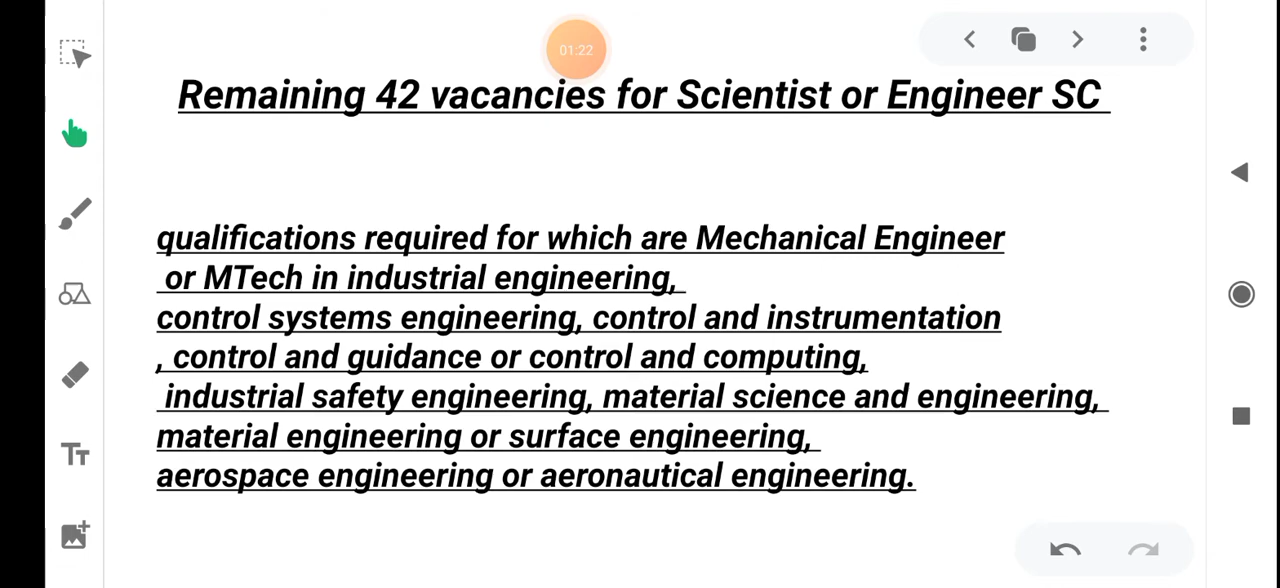 01:22
Remaining 42 vacancies for Scientist or Engineer SC
qualifications required for which are Mechanical Engineer
or MTech in industrial engineering,
control systems engineering, control and instrumentation
, control and guidance or control and computing,
industrial safety engineering, material science and engineering,
material engineering or surface engineering,
aerospace engineering or aeronautical engineering.
TT